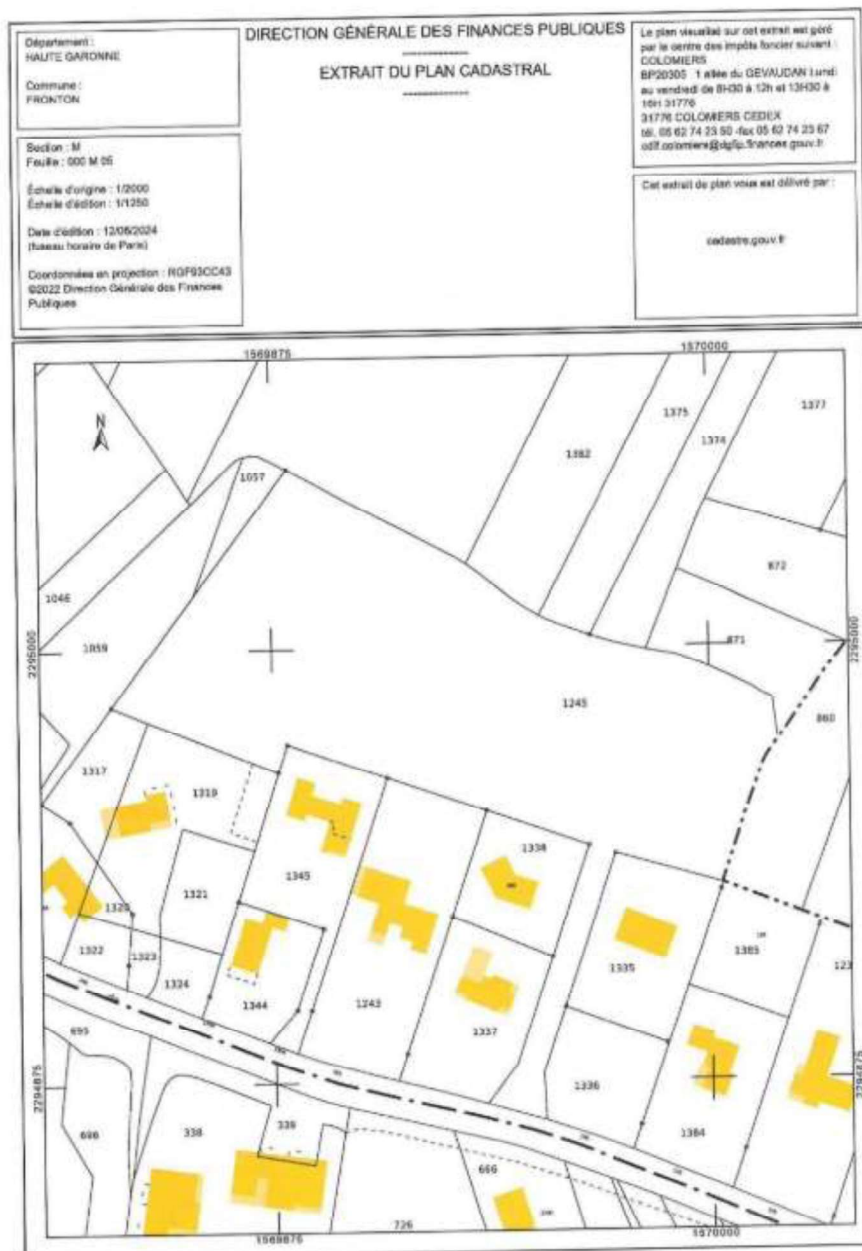 Département :
HAUTE GARONNE
Commune :
FRONTON
Section : M
Feuille : 000 M 05
Échelle d'origine : 1/2000
Échelle d'édition : 1/1250
Date d'édition : 12/06/2024
(fuseau horaire de Paris)
Coordonnées en projection : RGF93CC43
©2022 Direction Générale des Finances
Publiques
DIRECTION GÉNÉRALE DES FINANCES PUBLIQUES
EXTRAIT DU PLAN CADASTRAL
Le plan visualisé sur cet extrait est géré
par le centre des impôts foncier suivant :
COLOMIERS
BP20305 1 allée du GEVAUDAN Lundi
au vendredi de 8H30 à 12h et 13H30 à
16H 31776
31776 COLOMIERS CEDEX
tél. 05 62 74 23 50 -fax 05 62 74 23 67
cdif.colomiers@dgfip.finances.gouv.fr
Cet extrait de plan vous est délivré par :
cadastre.gouv.fr
1569875
1570000
N
1377
1375
1374
1382
1057
872
1046
2295000
1059
871
2295000
1245
860
1317
1319
1338
1345
1321
1320
1385
1335
123
1322
1323
1324
1344
1243
1337
695
2294875
1336
2294875
696
338
339
1384
666
726
1569875
1570000